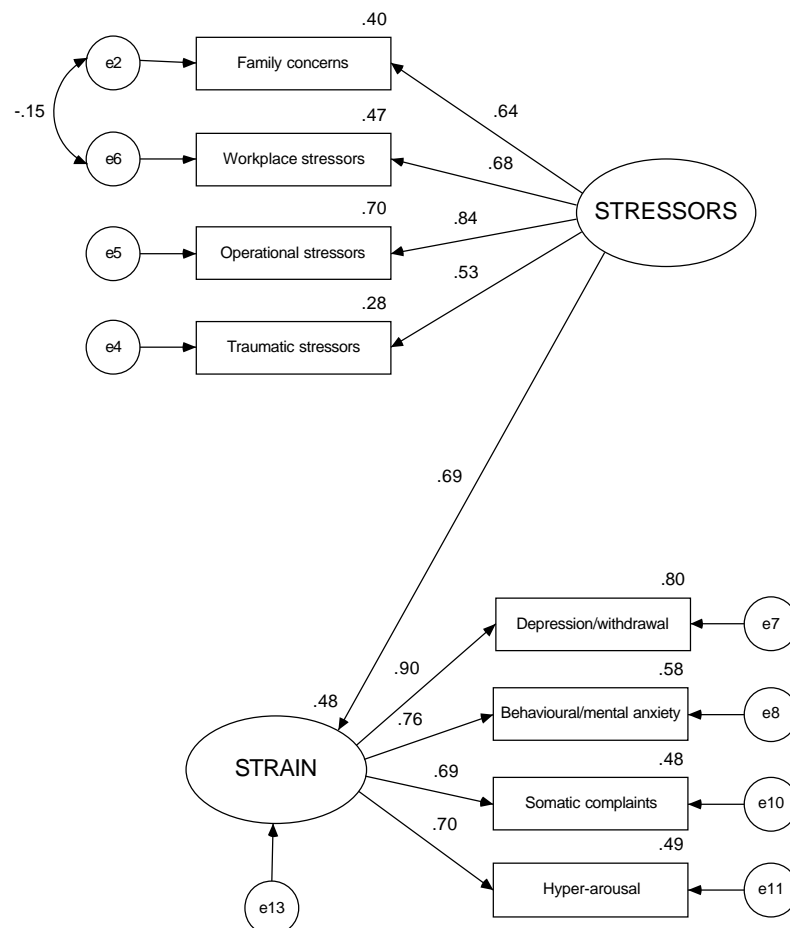 .40
e2
Family concerns
-.15
.64
.47
e6
Workplace stressors
.68
STRESSORS
.70
.84
e5
Operational stressors
.53
.28
e4
Traumatic stressors
.69
.80
e7
Depression/withdrawal
.90
.58
.48
.76
e8
Behavioural/mental anxiety
STRAIN
.69
.48
e10
Somatic complaints
.70
.49
e11
Hyper-arousal
e13